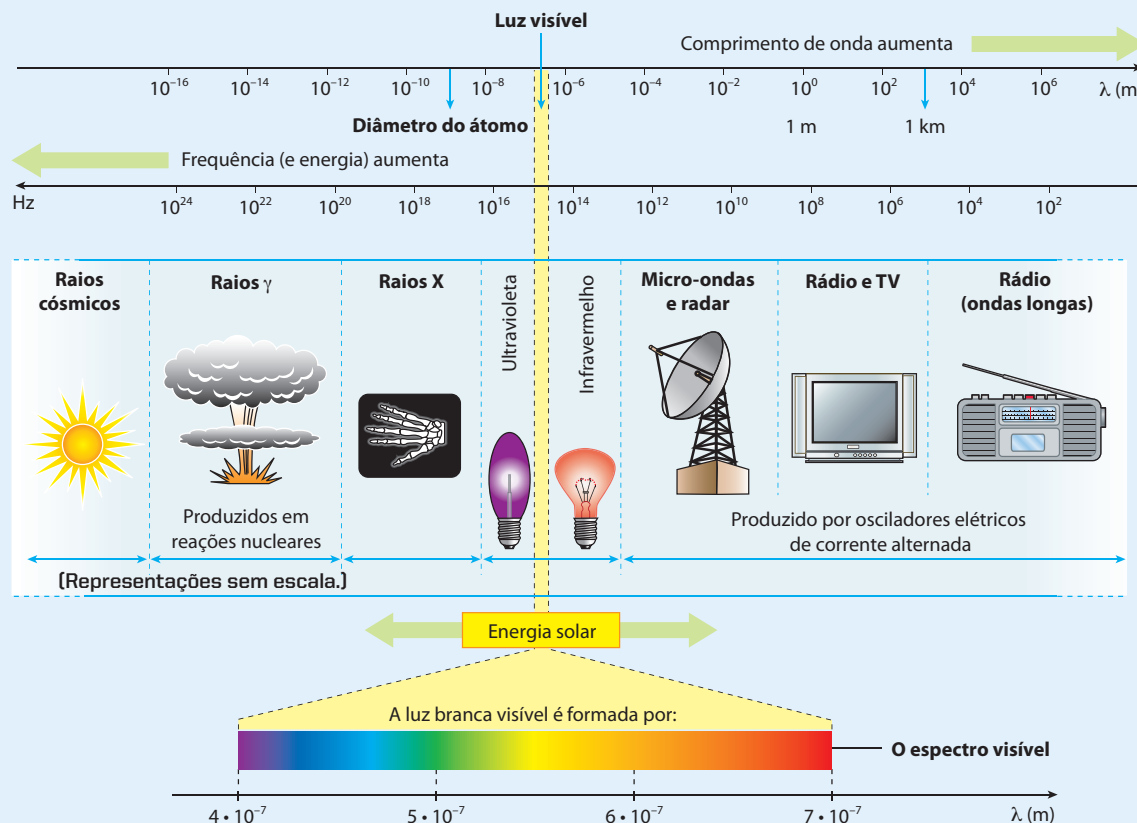 Luz visível
Comprimento de onda aumenta
10⁻¹⁶ 10⁻¹⁴ 10⁻¹² 10⁻¹⁰ 10⁻⁸ 10⁻⁶ 10⁻⁴ 10⁻² 10⁰ 10² 10⁴ 10⁶ λ (m)
Diâmetro do átomo 1 m 1 km
Frequência (e energia) aumenta
Hz 10²⁴ 10²² 10²⁰ 10¹⁸ 10¹⁶ 10¹⁴ 10¹² 10¹⁰ 10⁸ 10⁶ 10⁴ 10²
Raios
cósmicos
Raios γ
Raios X
Ultravioleta
Infravermelho
Micro-ondas
e radar
Rádio e TV
Rádio
(ondas longas)
Produzidos em
reações nucleares
Produzido por osciladores elétricos
de corrente alternada
(Representações sem escala.)
Energia solar
A luz branca visível é formada por:
O espectro visível
4 • 10⁻⁷ 5 • 10⁻⁷ 6 • 10⁻⁷ 7 • 10⁻⁷ λ (m)